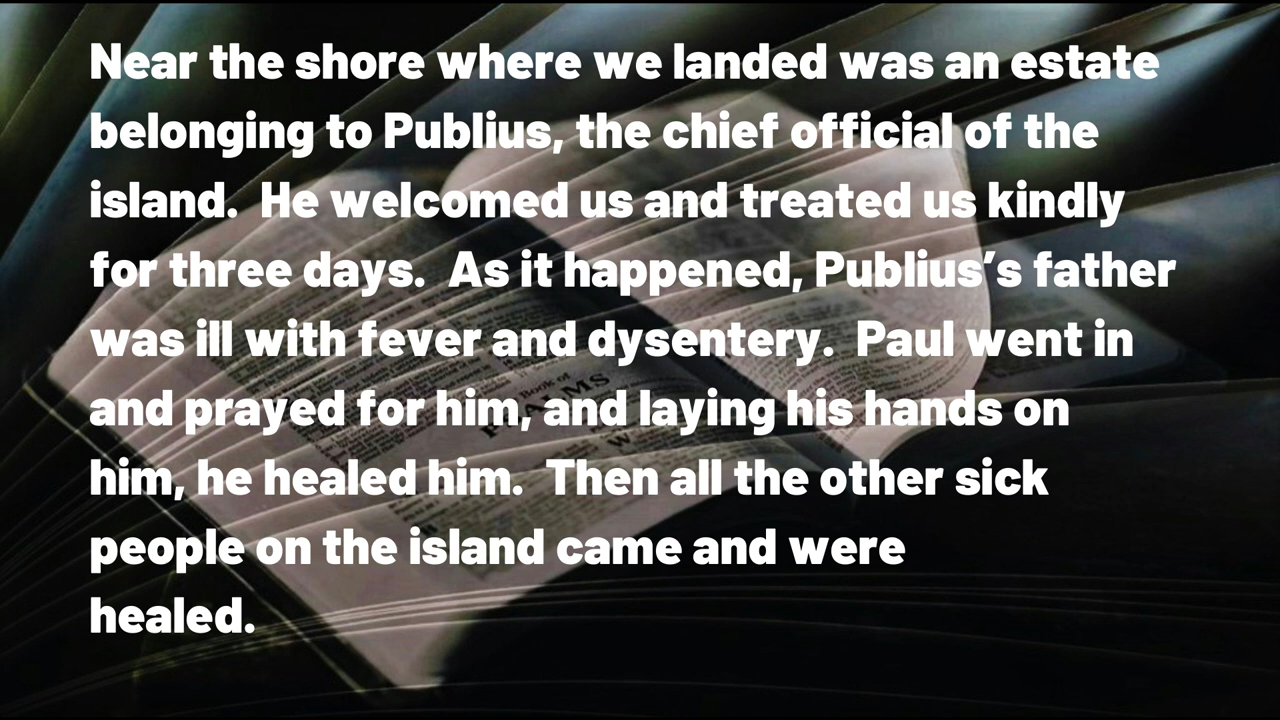 Near the shore where we landed was an estate
belonging to Publius, the chief official of the
island.  He welcomed us and treated us kindly
for three days.  As it happened, Publius’s father
was ill with fever and dysentery.  Paul went in
and prayed for him, and laying his hands on
him, he healed him.  Then all the other sick
people on the island came and were
healed.
Book of